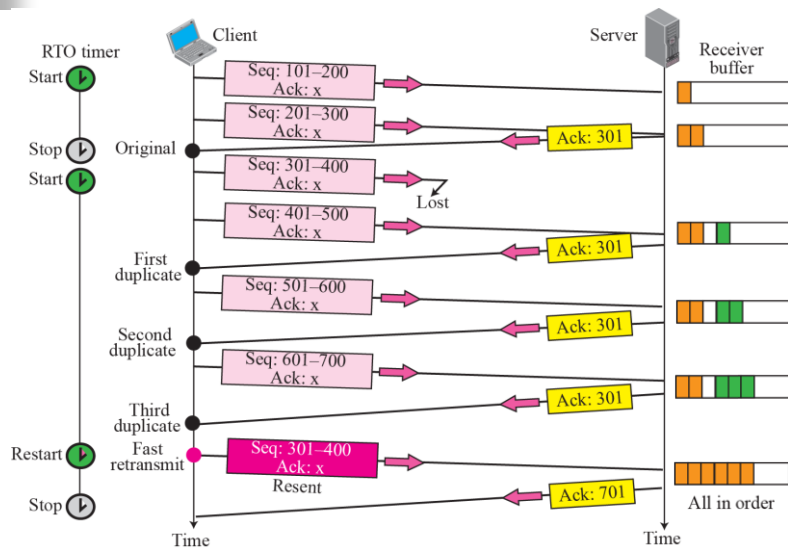 Client
Server
RTO timer
Receiver
buffer
Start
Seq: 101–200
Ack: x
Seq: 201–300
Ack: x
Ack: 301
Stop
Original
Start
Seq: 301–400
Ack: x
Lost
Seq: 401–500
Ack: x
Ack: 301
First
duplicate
Seq: 501–600
Ack: x
Ack: 301
Second
duplicate
Seq: 601–700
Ack: x
Ack: 301
Third
duplicate
Restart
Fast
retransmit
Seq: 301–400
Ack: x
Resent
Ack: 701
All in order
Stop
Time
Time